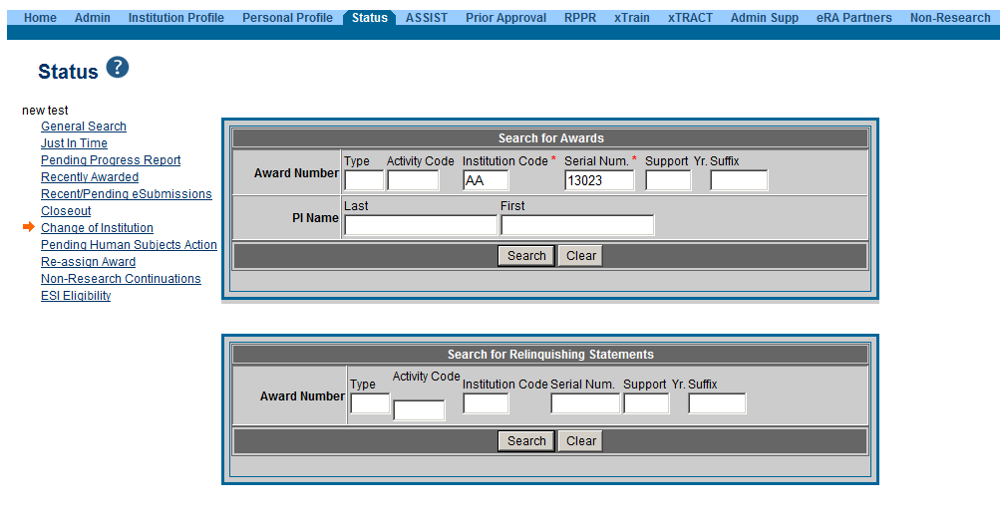 Home Admin Institution Profile Personal Profile Status ASSIST Prior Approval RPPR xTrain xTRACT Admin Supp eRA Partners Non-Research
Status ?
new test
General Search
Just In Time
Pending Progress Report
Recently Awarded
Recent/Pending eSubmissions
Closeout
Change of Institution
Pending Human Subjects Action
Re-assign Award
Non-Research Continuations
ESI Eligibility
Search for Awards
Type Activity Code Institution Code * Serial Num. * Support Yr. Suffix
Award Number AA 13023
Last First
PI Name
Search Clear
Search for Relinquishing Statements
Type Activity Code Institution Code Serial Num. Support Yr. Suffix
Award Number
Search Clear